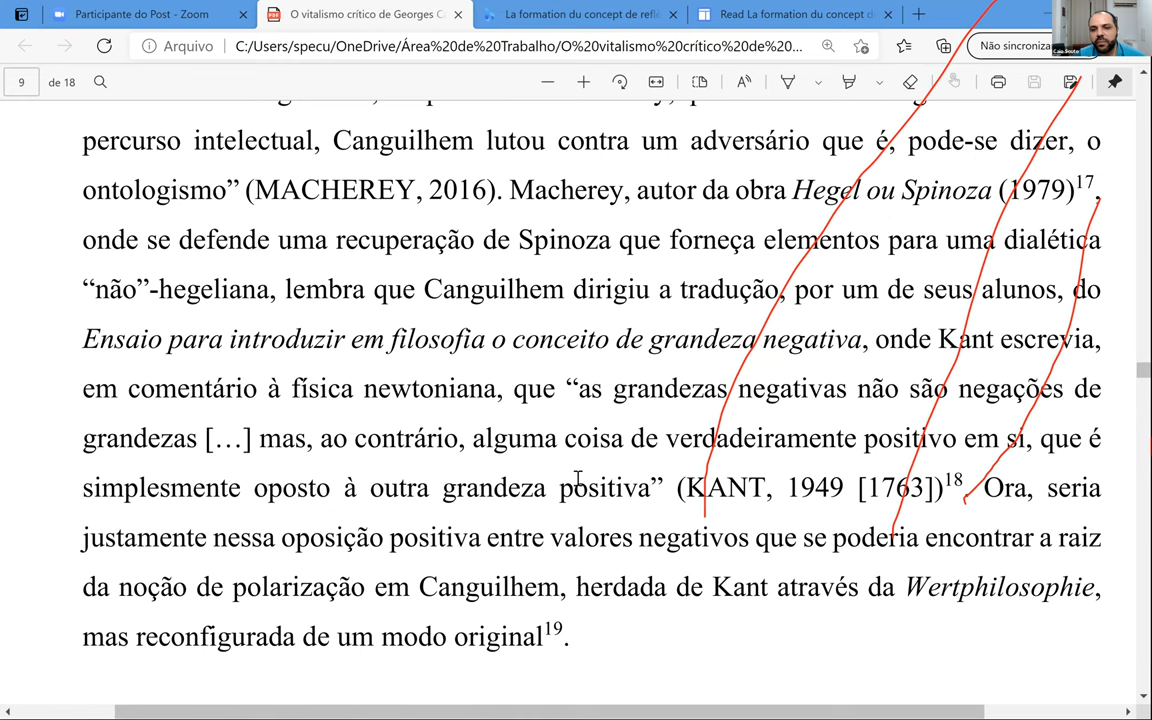 Participante do Post - Zoom
O vitalismo crítico de Georges C
La formation du concept de refle
Read La formation du concept d
Arquivo
C:/Users/specu/OneDrive/Área%20de%20Trabalho/O%20vitalismo%20crítico%20de%20...
Não sincroniza
Caio Souto
9 de 18
percurso intelectual, Canguilhem lutou contra um adversário que é, pode-se dizer, o
ontologismo” (MACHEREY, 2016). Macherey, autor da obra Hegel ou Spinoza (1979)17,
onde se defende uma recuperação de Spinoza que forneça elementos para uma dialética
“não”-hegeliana, lembra que Canguilhem dirigiu a tradução, por um de seus alunos, do
Ensaio para introduzir em filosofia o conceito de grandeza negativa, onde Kant escrevia,
em comentário à física newtoniana, que “as grandezas negativas não são negações de
grandezas […] mas, ao contrário, alguma coisa de verdadeiramente positivo em si, que é
simplesmente oposto à outra grandeza positiva” (KANT, 1949 [1763])18. Ora, seria
justamente nessa oposição positiva entre valores negativos que se poderia encontrar a raiz
da noção de polarização em Canguilhem, herdada de Kant através da Wertphilosophie,
mas reconfigurada de um modo original19.